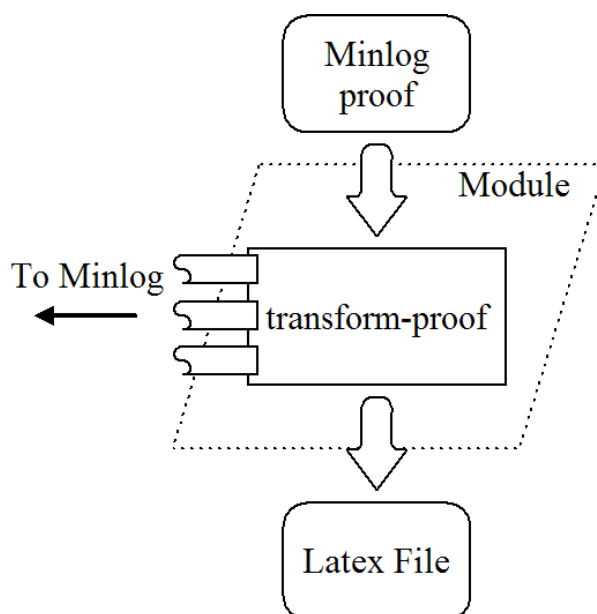 Minlog
proof
Module
To Minlog
transform-proof
Latex File